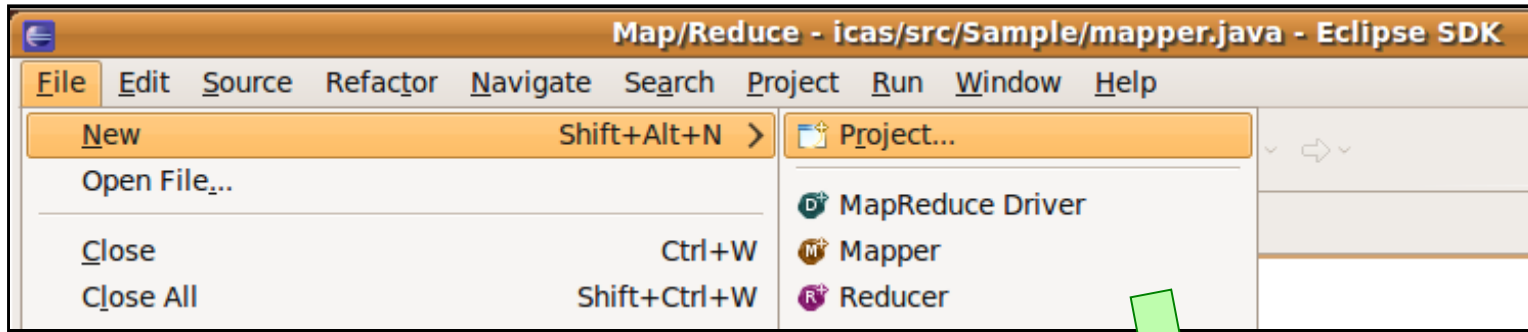 Map/Reduce - icas/src/Sample/mapper.java - Eclipse SDK
File Edit Source Refactor Navigate Search Project Run Window Help
New Shift+Alt+N > Project...
Open File...
D MapReduce Driver
Close Ctrl+W M Mapper
Close All Shift+Ctrl+W R Reducer